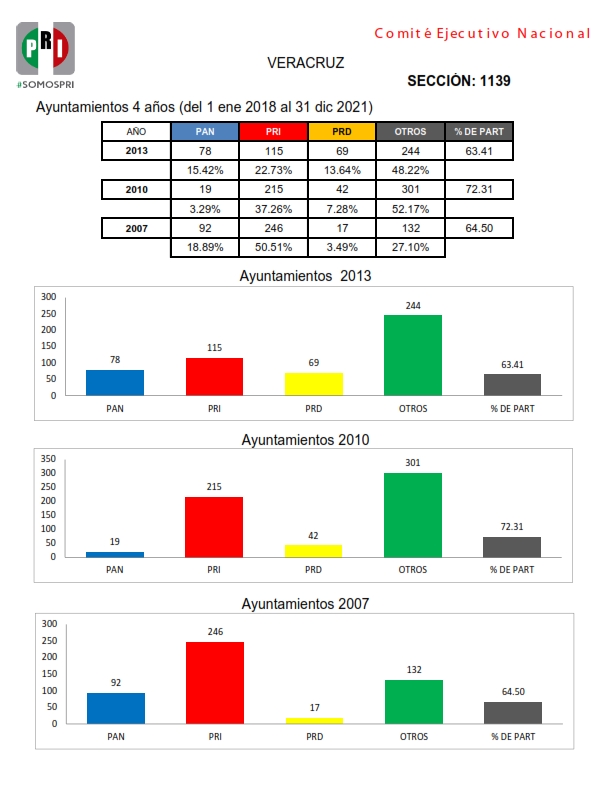 Comité Ejecutivo Nacional
PRI
#SOMOSPRI
VERACRUZ
SECCIÒN: 1139
Ayuntamientos 4 años (del 1 ene 2018 al 31 dic 2021)
AÑO PAN PRI PRD OTROS % DE PART
2013 78 115 69 244 63.41
15.42% 22.73% 13.64% 48.22%
2010 19 215 42 301 72.31
3.29% 37.26% 7.28% 52.17%
2007 92 246 17 132 64.50
18.89% 50.51% 3.49% 27.10%
Ayuntamientos 2013
300
250
200
150
100
50
0
78 115 69 244 63.41
PAN PRI PRD OTROS % DE PART
Ayuntamientos 2010
350
300
250
200
150
100
50
0
19 215 42 301 72.31
PAN PRI PRD OTROS % DE PART
Ayuntamientos 2007
300
250
200
150
100
50
0
92 246 17 132 64.50
PAN PRI PRD OTROS % DE PART